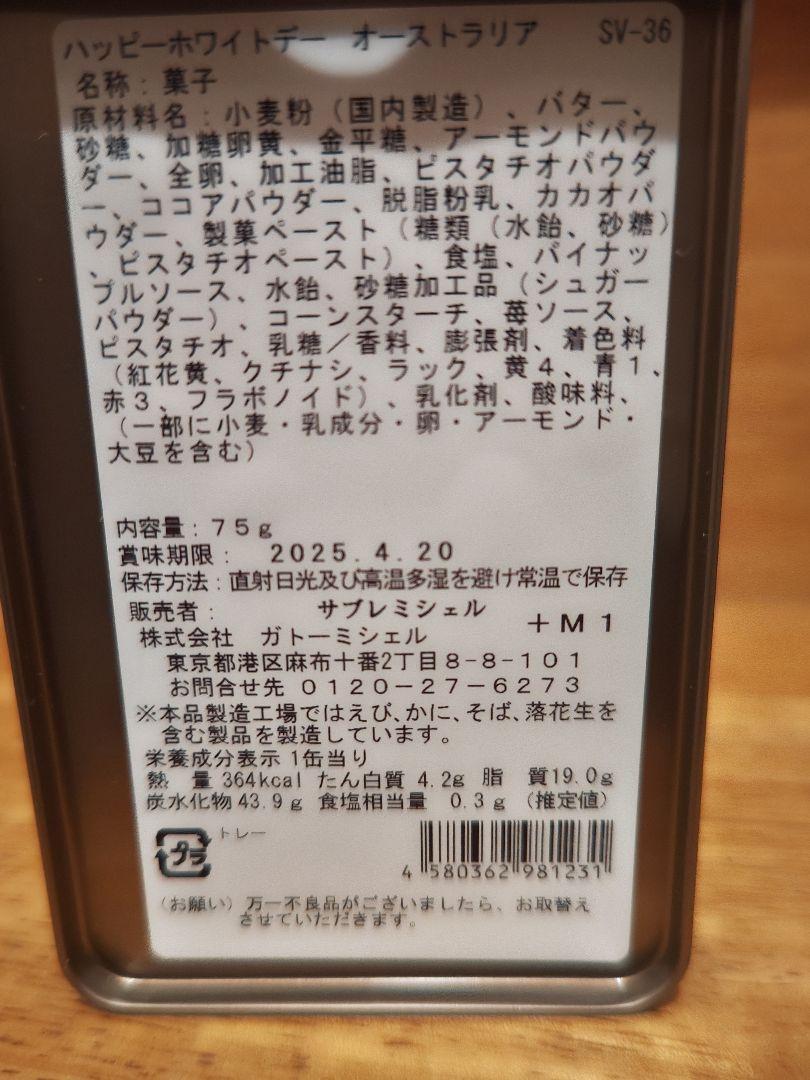 ハッピーホワイトデー　オーストラリア　SV-36
名称：菓子
原材料名：小麦粉（国内製造）、バター、
砂糖、加糖卵黄、金平糖、アーモンドパウ
ダー、全卵、加工油脂、ピスタチオパウダ
ー、ココアパウダー、脱脂粉乳、カカオパ
ウダー、製菓ペースト（糖類（水飴、砂糖）
、ピスタチオペースト）、食塩、パイナッ
プルソース、水飴、砂糖加工品（シュガー
パウダー）、コーンスターチ、苺ソース、
ピスタチオ、乳糖／香料、膨張剤、着色料
（紅花黄、クチナシ、ラック、黄４、青１、
赤３、フラボノイド）、乳化剤、酸味料、
（一部に小麦・乳成分・卵・アーモンド・
大豆を含む）
内容量：７５ｇ
賞味期限：　2025.4.20
保存方法：直射日光及び高温多湿を避け常温で保存
販売者：　サブレミシェル　＋Ｍ１
株式会社　ガトーミシェル
東京都港区麻布十番2丁目８-８-１０１
お問合せ先　０１２０－２７－６２７３
※本品製造工場ではえび、かに、そば、落花生を
含む製品を製造しています。
栄養成分表示 1缶当り
熱　量 364kcal たん白質 4.2g 脂　質19.0g
炭水化物 43.9ｇ 食塩相当量　0.3ｇ（推定値）
プラ　トレー
4 580362 981231
（お願い）万一不良品がございましたら、お取替え
させていただきます。